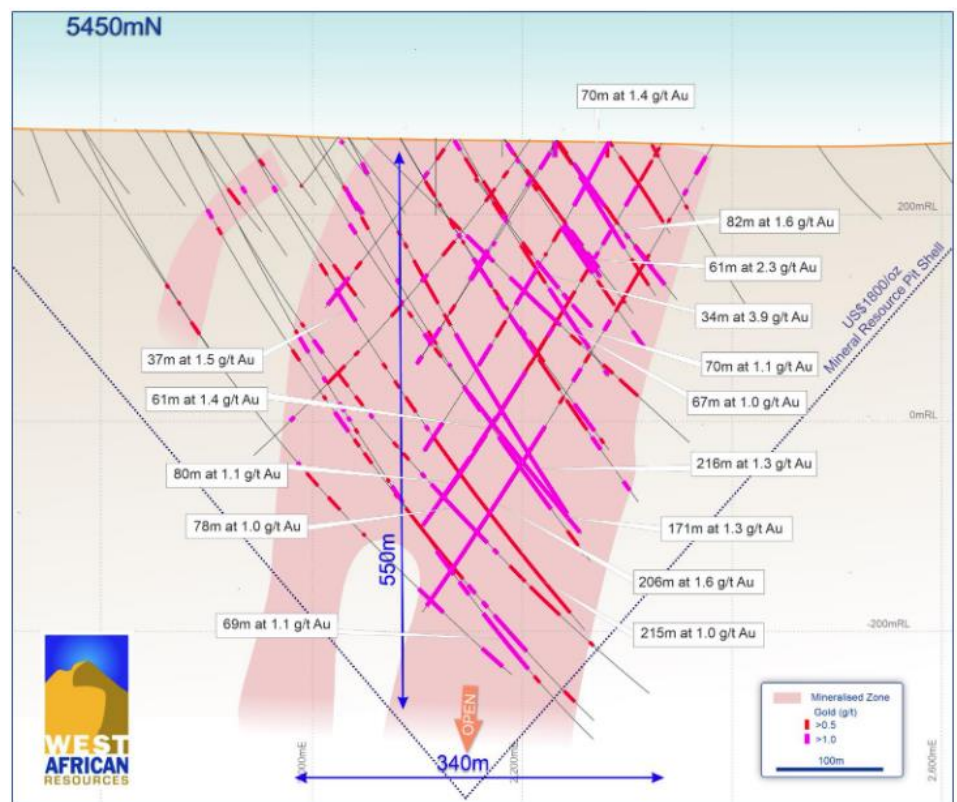 5450mN
70m at 1.4 g/t Au
200mRL
82m at 1.6 g/t Au
61m at 2.3 g/t Au
US$1800/oz
Mineral Resource Pit Shell
34m at 3.9 g/t Au
37m at 1.5 g/t Au
70m at 1.1 g/t Au
61m at 1.4 g/t Au
67m at 1.0 g/t Au
0mRL
80m at 1.1 g/t Au
216m at 1.3 g/t Au
78m at 1.0 g/t Au
171m at 1.3 g/t Au
550m
206m at 1.6 g/t Au
69m at 1.1 g/t Au
215m at 1.0 g/t Au
-200mRL
OPEN
WEST
AFRICAN
RESOURCES
340m
2,200mE
2,600mE
Mineralised Zone
Gold (g/t)
>0.5
>1.0
100m